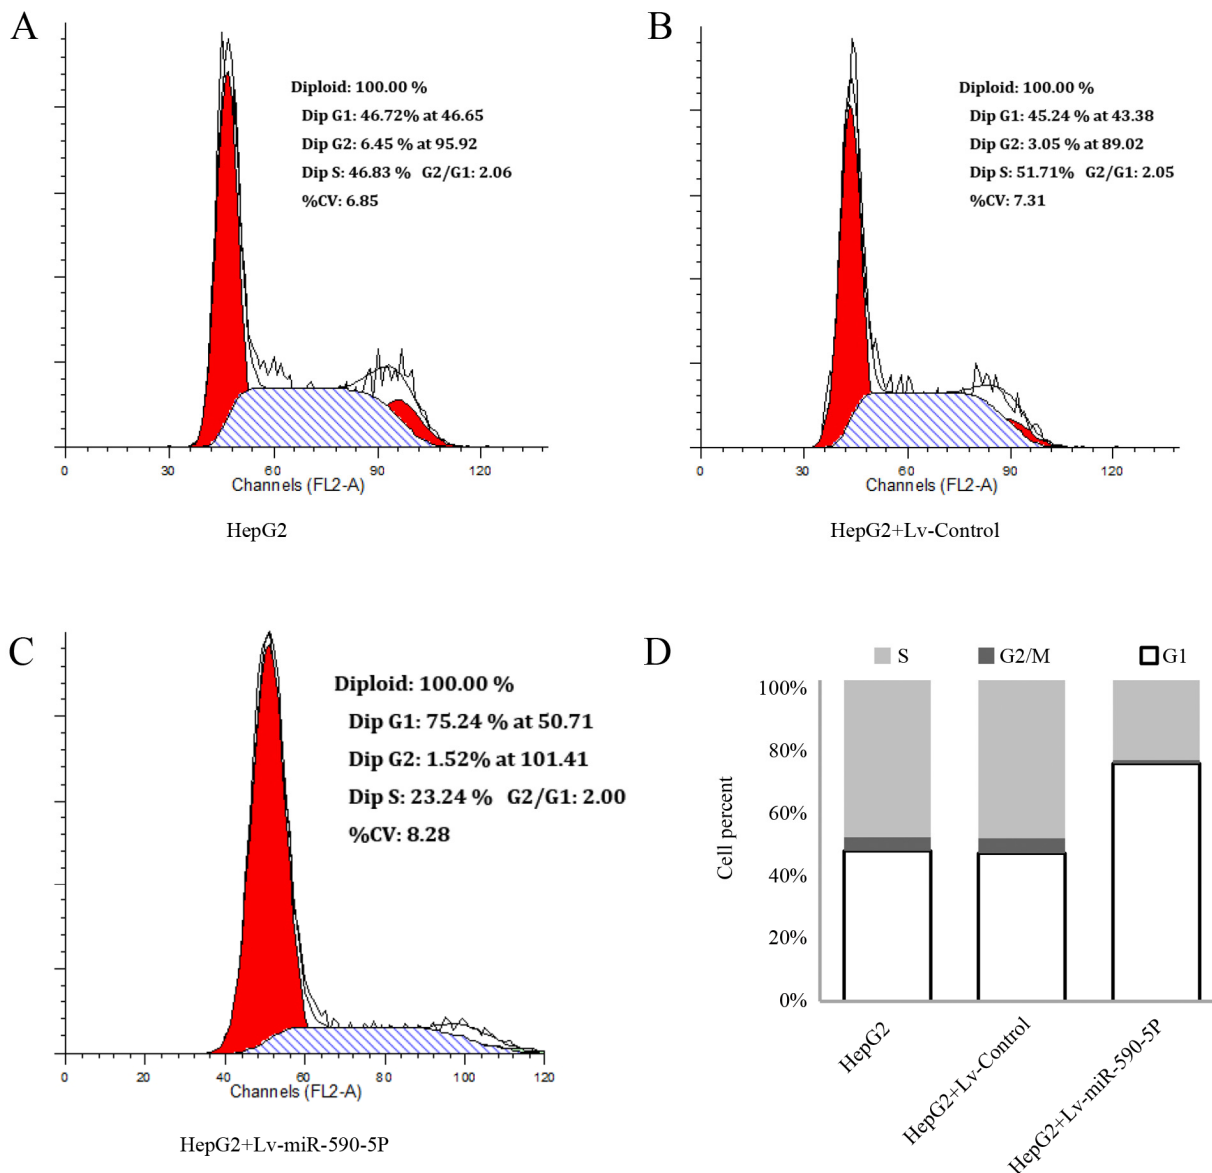 A
Diploid: 100.00 %
Dip G1: 46.72% at 46.65
Dip G2: 6.45 % at 95.92
Dip S: 46.83 % G2/G1: 2.06
%CV: 6.85
0 30 60 90 120
Channels (FL2-A)
HepG2
B
Diploid: 100.00 %
Dip G1: 45.24 % at 43.38
Dip G2: 3.05 % at 89.02
Dip S: 51.71% G2/G1: 2.05
%CV: 7.31
0 30 60 90 120
Channels (FL2-A)
HepG2+Lv-Control
C
Diploid: 100.00 %
Dip G1: 75.24 % at 50.71
Dip G2: 1.52% at 101.41
Dip S: 23.24 % G2/G1: 2.00
%CV: 8.28
0 20 40 60 80 100 120
Channels (FL2-A)
HepG2+Lv-miR-590-5P
D
S G2/M G1
100%
80%
60%
40%
20%
0%
Cell percent
HepG2
HepG2+Lv-Control
HepG2+Lv-miR-590-5P